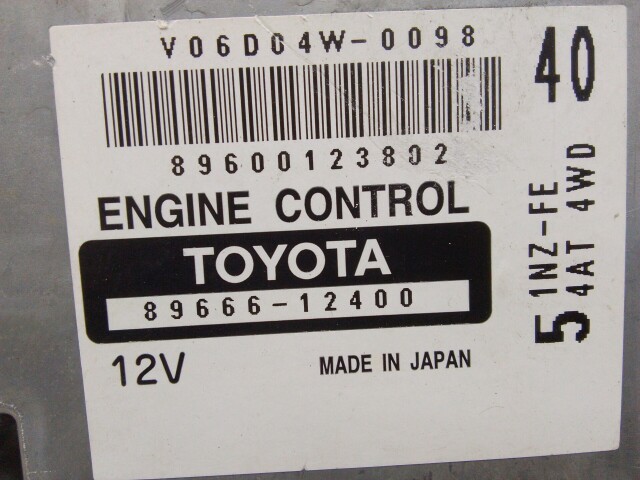 V06D04W-0098
89600123802
ENGINE CONTROL
TOYOTA
89666-12400
12V
MADE IN JAPAN
40
1NZ-FE
4AT 4WD
5